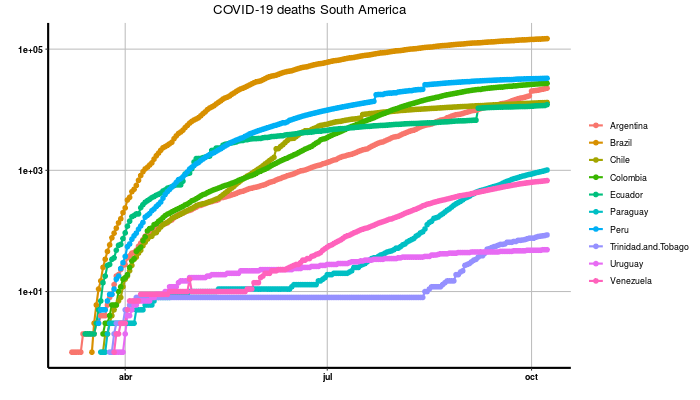 COVID-19 deaths South America
1e+05
1e+03
1e+01
abr
jul
oct
Argentina
Brazil
Chile
Colombia
Ecuador
Paraguay
Peru
Trinidad.and.Tobago
Uruguay
Venezuela